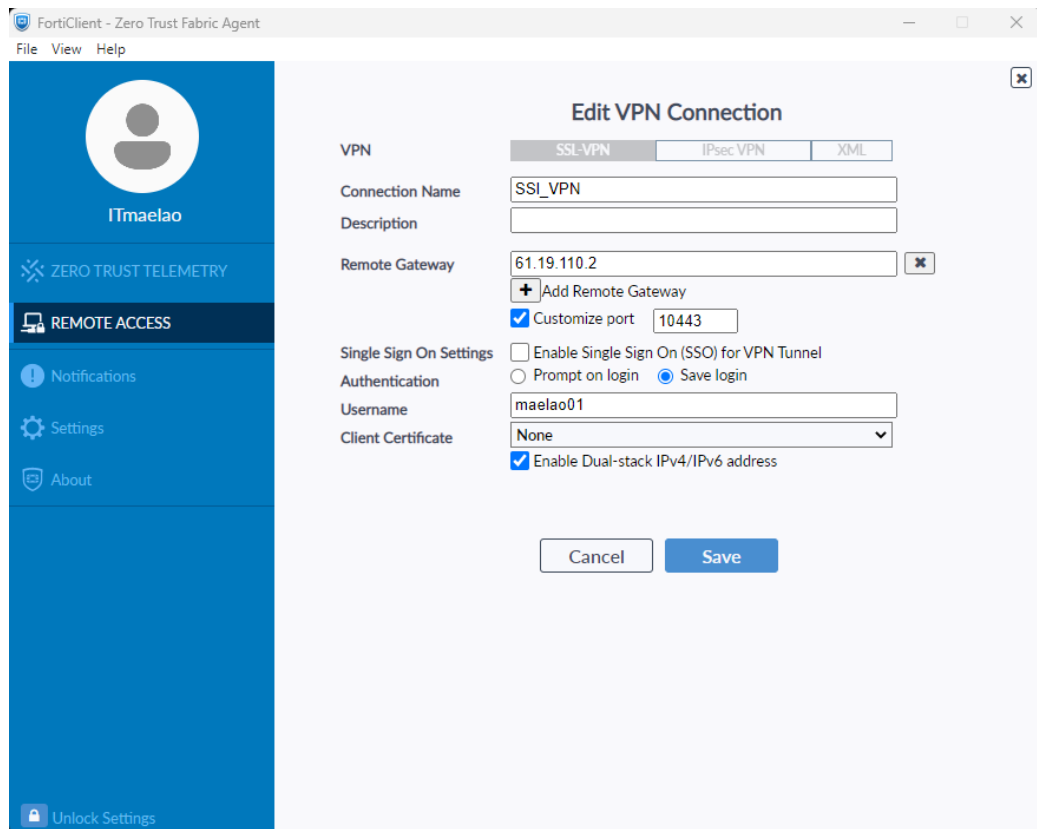 FortiClient - Zero Trust Fabric Agent
File View Help
Edit VPN Connection
VPN SSL-VPN IPsec VPN XML
Connection Name SSI_VPN
Description
Remote Gateway 61.19.110.2
Add Remote Gateway
Customize port 10443
Single Sign On Settings Enable Single Sign On (SSO) for VPN Tunnel
Authentication Prompt on login Save login
Username maelao01
Client Certificate None
Enable Dual-stack IPv4/IPv6 address
Cancel Save
ITmaelao
ZERO TRUST TELEMETRY
REMOTE ACCESS
Notifications
Settings
About
Unlock Settings